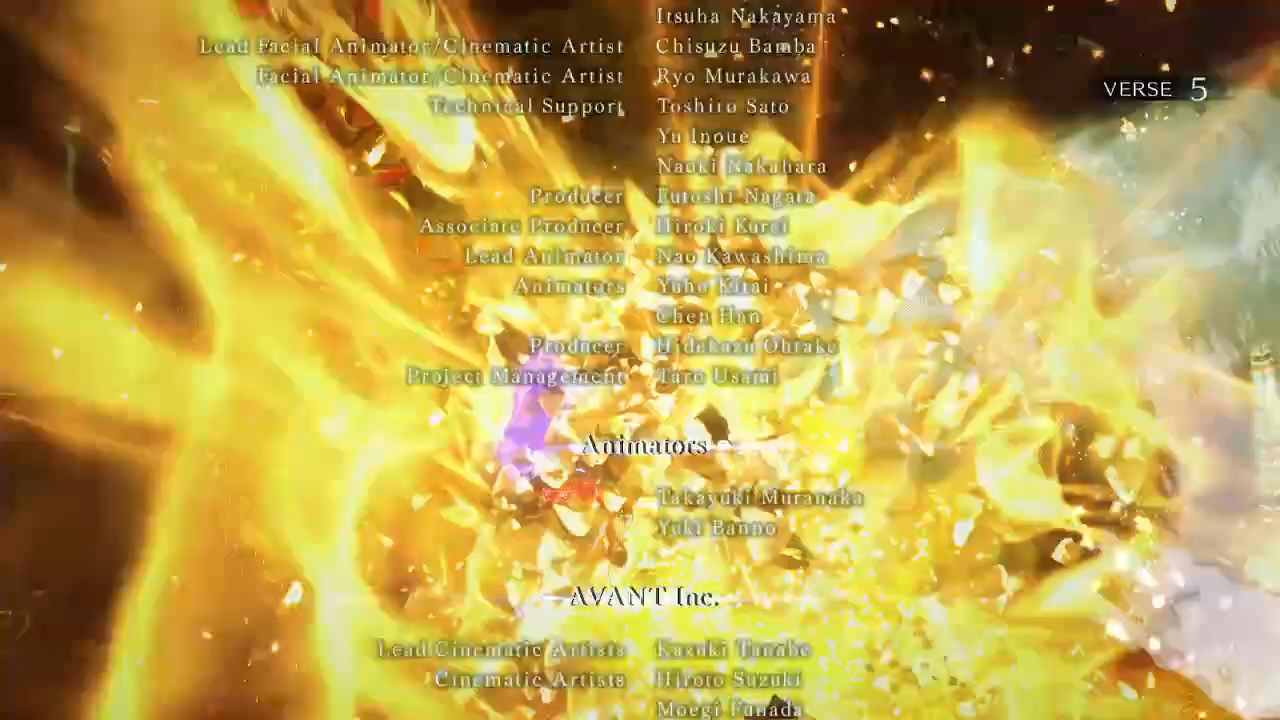 Itsuha Nakayama
Lead Facial Animator/Cinematic Artist Chisuzu Bamba
Facial Animator/Cinematic Artist Ryo Murakawa
VERSE 5
Technical Support Toshiro Sato
Yu Inoue
Naoki Nakahara
Producer Futoshi Nagata
Associate Producer Hiroki
Lead Animator Nao Kawashima
Animators Yuho Kitai
Chen Han
Producer Hidekazu Ohtake
Project Management Taro Usami
Animators
Takayuki Muranaka
Yuki Banno
AVANT Inc.
Lead Cinematic Artists Kazuki Tanabe
Cinematic Artists Hiroto Suzuki
Moegi Funada